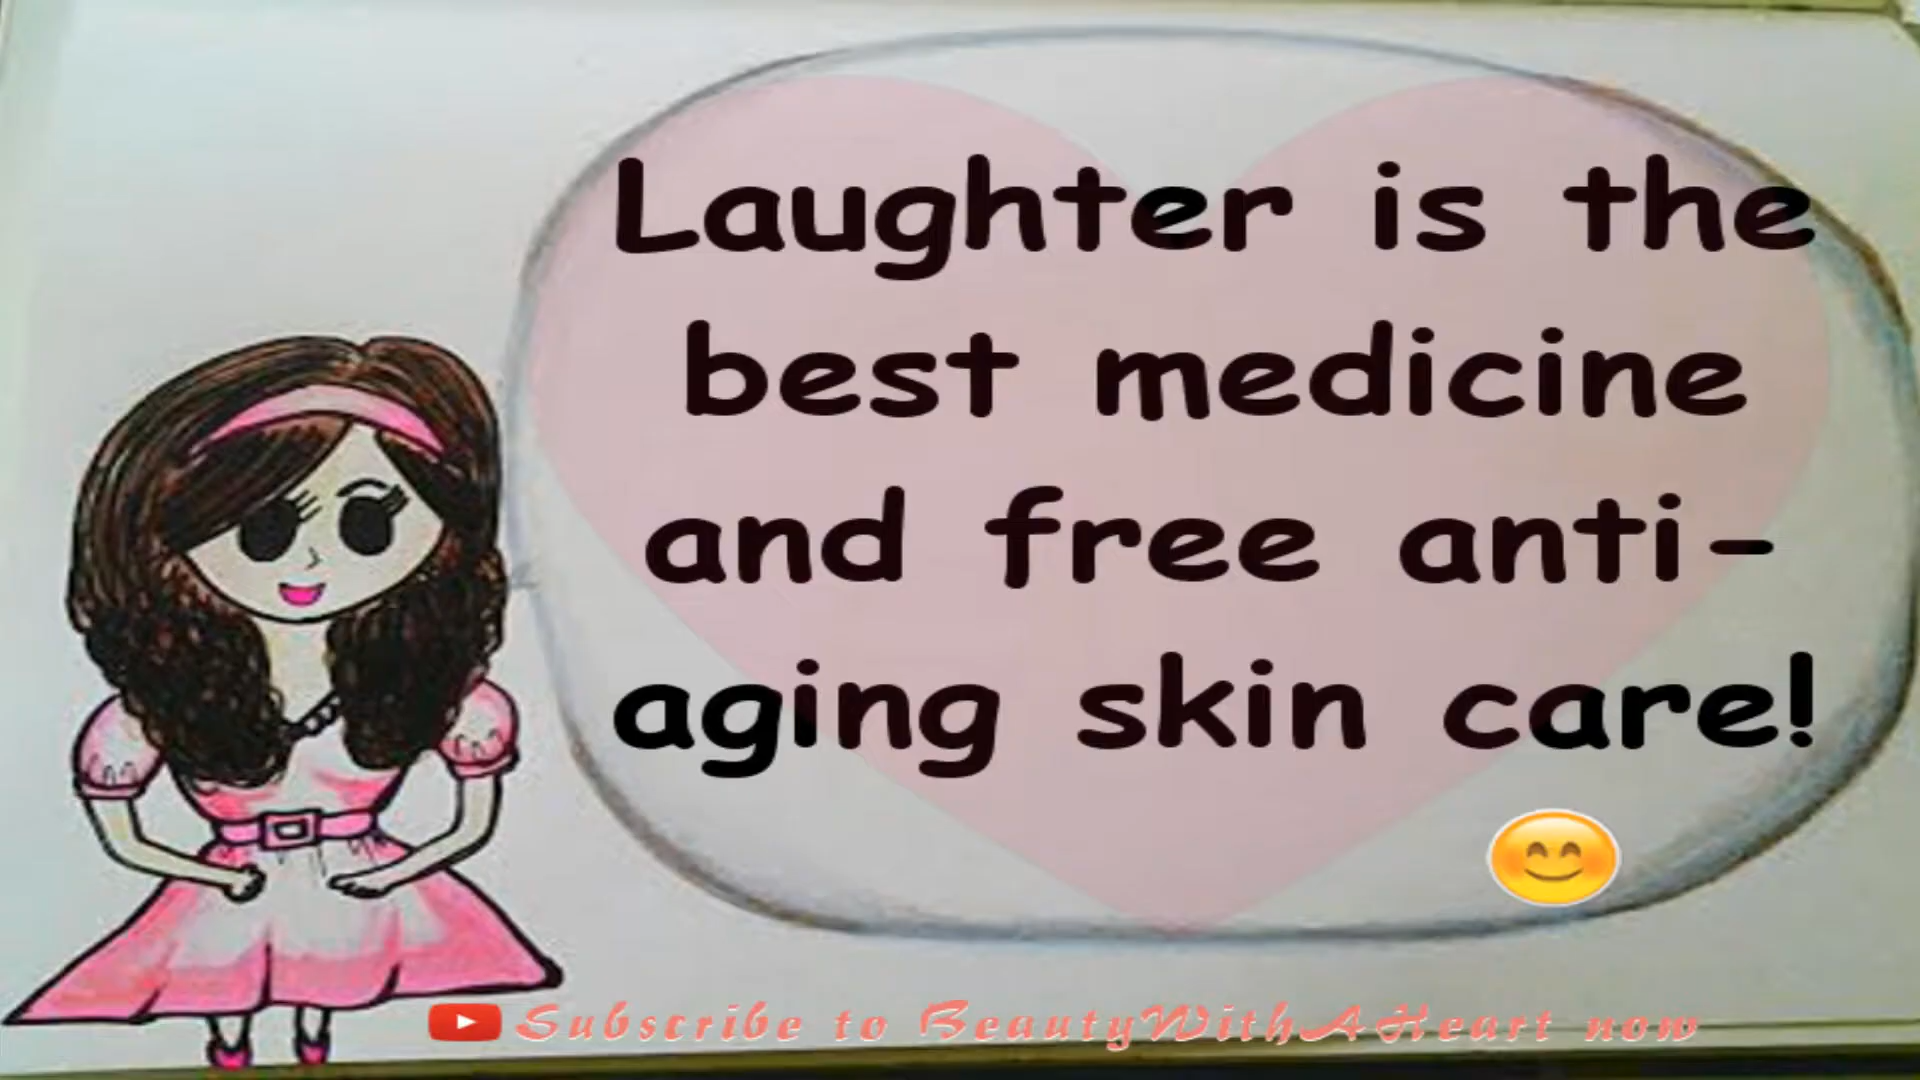 Laughter is the
best medicine
and free anti-
aging skin care!
Subscribe to BeautyWithAHeart now